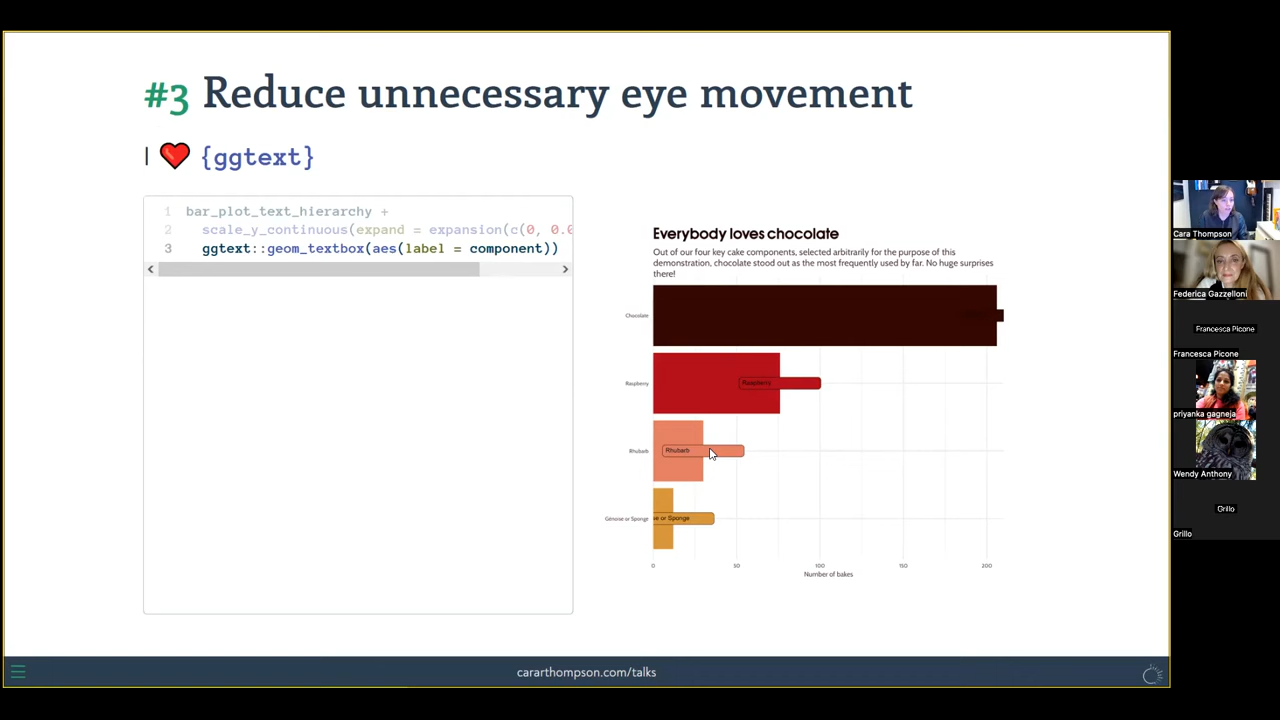 #3 Reduce unnecessary eye movement
I ❤️ {ggtext}
1 bar_plot_text_hierarchy +
2 scale_y_continuous(expand = expansion(c(0, 0.0
3 ggtext::geom_textbox(aes(label = component))
Everybody loves chocolate
Out of our four key cake components, selected arbitrarily for the purpose of this
demonstration, chocolate stood out as the most frequently used by far. No huge surprises
there!
Chocolate
Raspberry
Raspberry
Rhubarb
Rhubarb
Génoise or Sponge
se or Sponge
0 50 100 150 200
Number of bakes
cararthompson.com/talks
Cara Thompson
Federica Gazzelloni
Francesca Picone
Francesca Picone
priyanka gagneja
Wendy Anthony
Grillo
Grillo